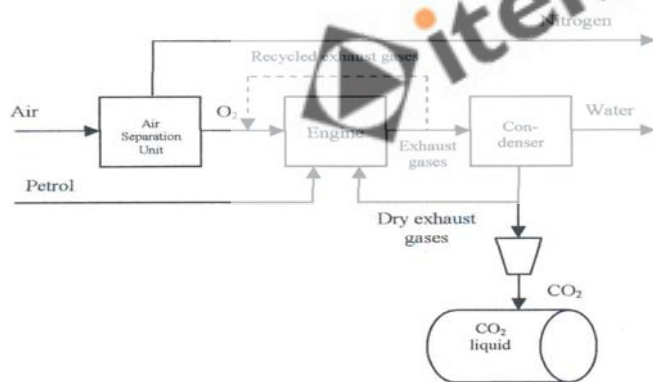 Nitrogen
Recycled exhaust gases
Air
O₂
Water
Air
Separation
Unit
Engine
Con-
denser
Exhaust
gases
Petrol
Dry exhaust
gases
CO₂
CO₂
liquid